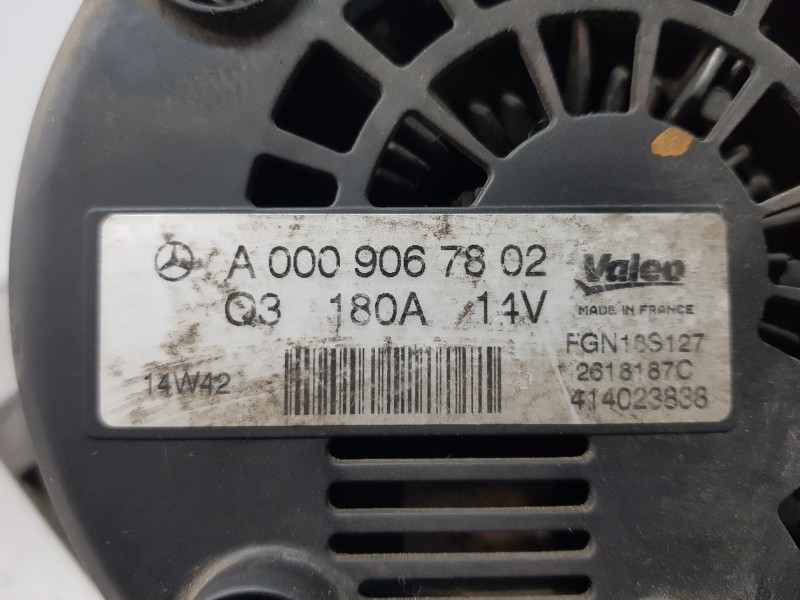 A 000 906 78 02
Valeo
MADE IN FRANCE
Q3 180A 14V
FGN18S127
2618187C
14W42
414023838